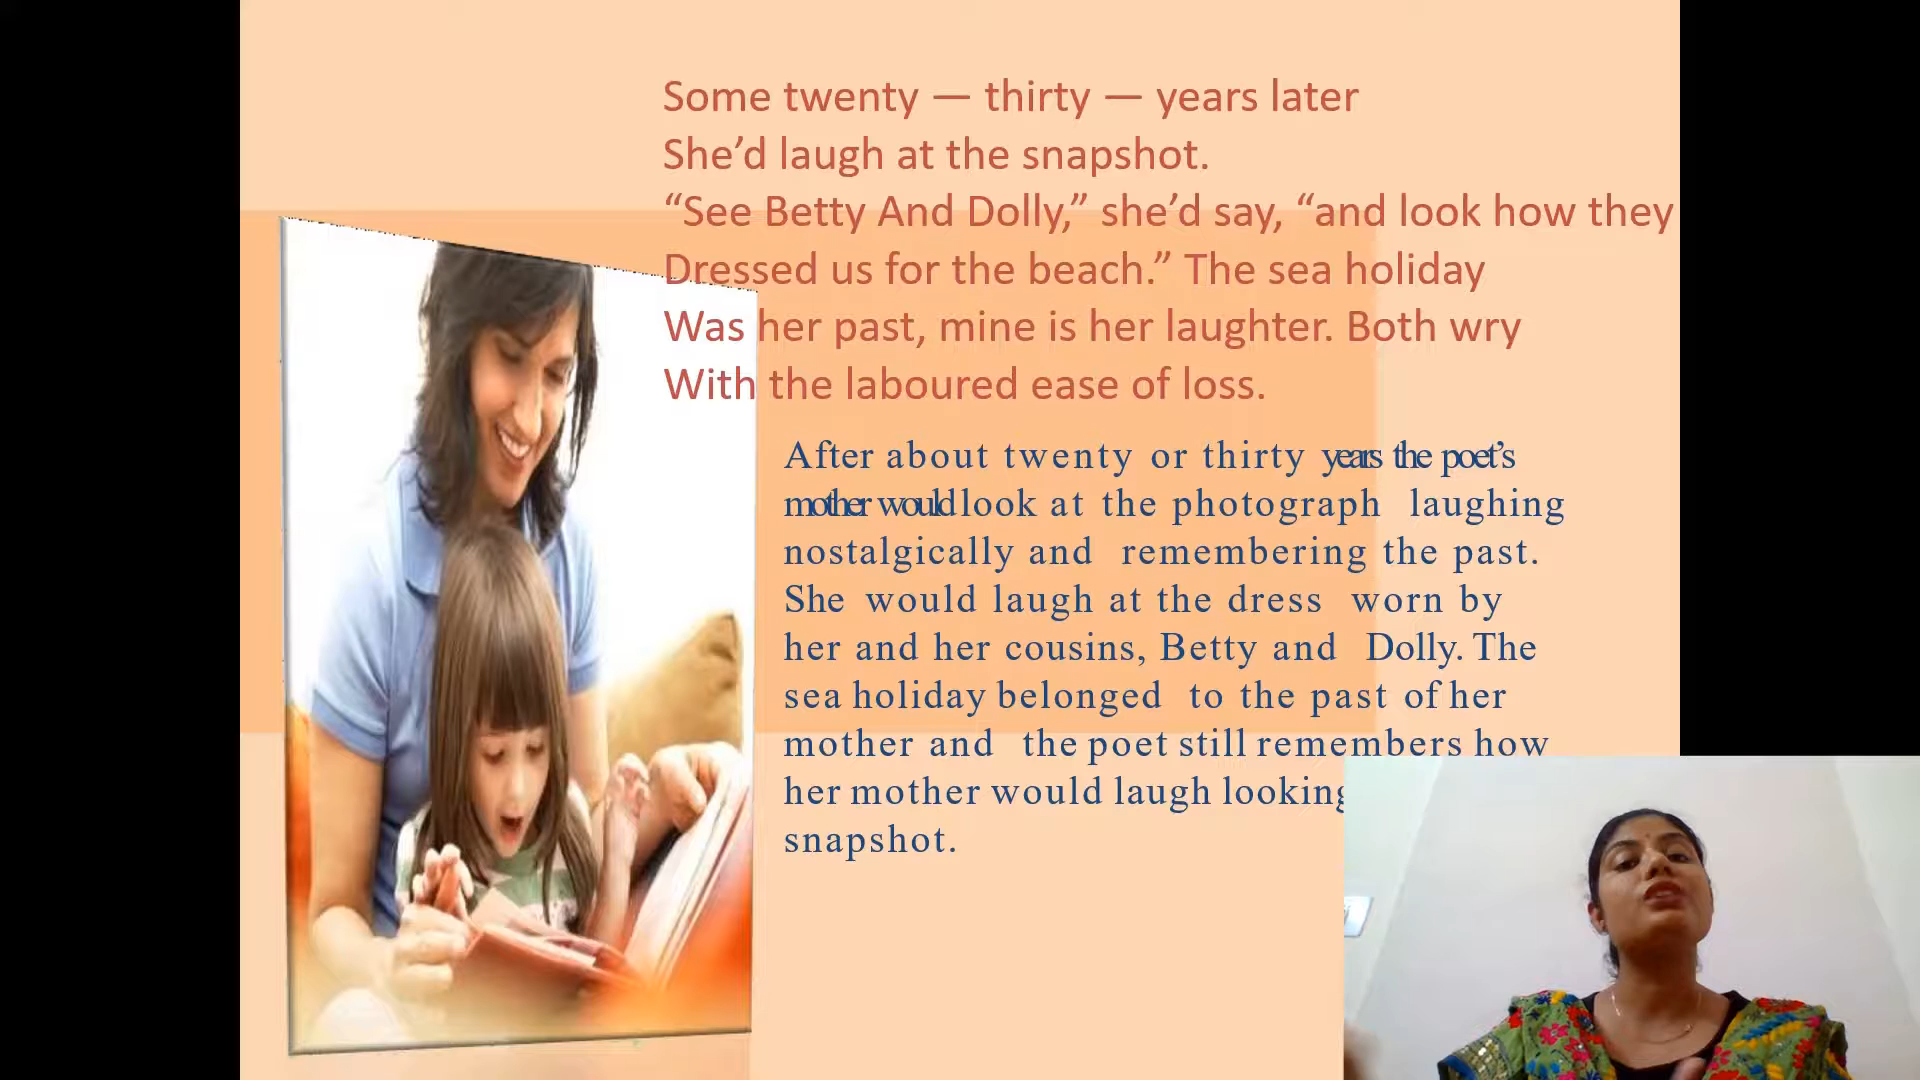 Some twenty — thirty — years later
She’d laugh at the snapshot.
“See Betty And Dolly,” she’d say, “and look how they
Dressed us for the beach.” The sea holiday
Was her past, mine is her laughter. Both wry
With the laboured ease of loss.
After about twenty or thirty years the poet’s
mother would look at the photograph laughing
nostalgically and remembering the past.
She would laugh at the dress worn by
her and her cousins, Betty and Dolly. The
sea holiday belonged to the past of her
mother and the poet still remembers how
her mother would laugh looking
snapshot.